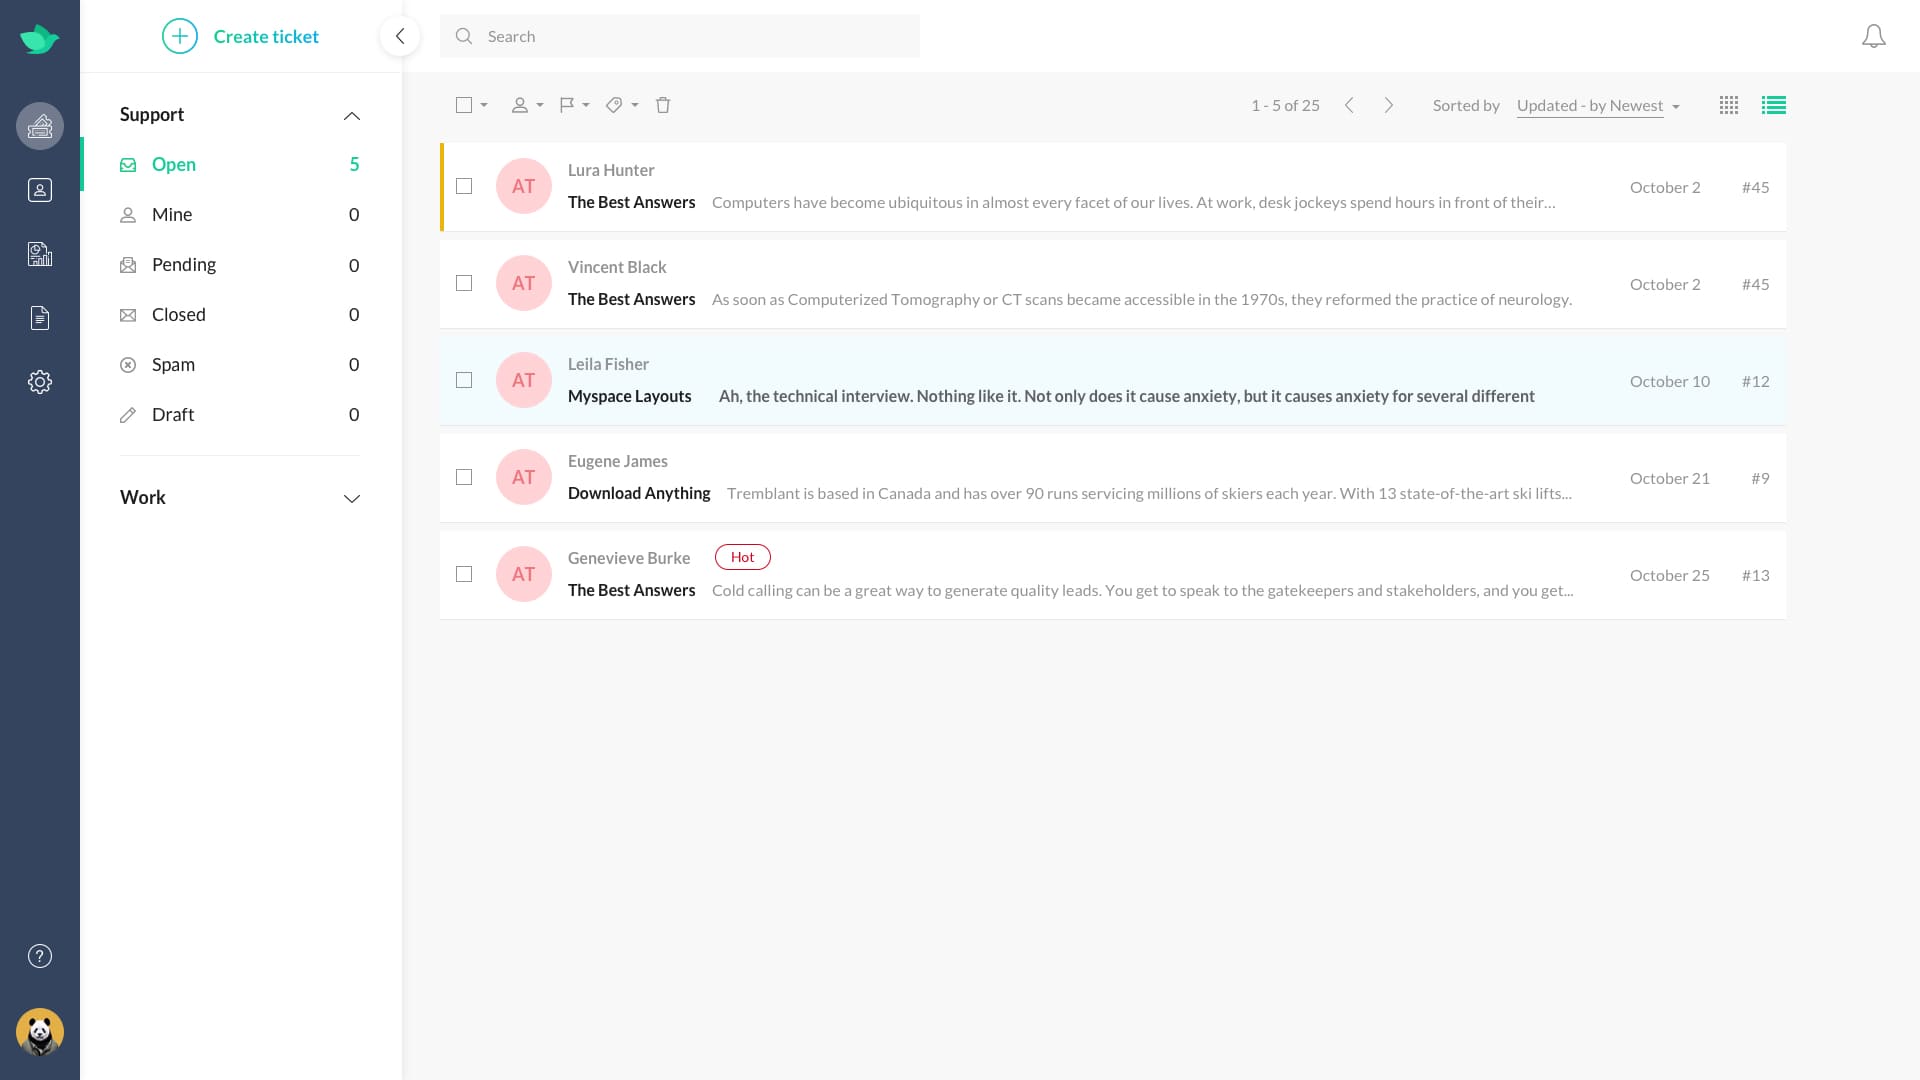 Create ticket
Search
Support
Open 5
Mine 0
Pending 0
Closed 0
Spam 0
Draft 0
Work
1 - 5 of 25 Sorted by Updated - by Newest
AT Lura Hunter
The Best Answers Computers have become ubiquitous in almost every facet of our lives. At work, desk jockeys spend hours in front of their... October 2 #45
AT Vincent Black
The Best Answers As soon as Computerized Tomography or CT scans became accessible in the 1970s, they reformed the practice of neurology. October 2 #45
AT Leila Fisher
Myspace Layouts Ah, the technical interview. Nothing like it. Not only does it cause anxiety, but it causes anxiety for several different October 10 #12
AT Eugene James
Download Anything Tremblant is based in Canada and has over 90 runs servicing millions of skiers each year. With 13 state-of-the-art ski lifts... October 21 #9
AT Genevieve Burke Hot
The Best Answers Cold calling can be a great way to generate quality leads. You get to speak to the gatekeepers and stakeholders, and you get... October 25 #13
?